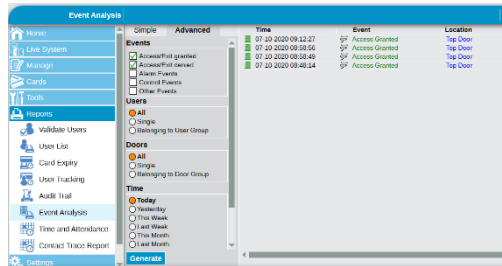 Event Analysis
Home
Live System
Manage
Cards
Tools
Reports
Validate Users
User List
Card Expiry
User Tracking
Audit Trail
Event Analysis
Time and Attendance
Contact Trace Report
Settings
Simple Advanced
Events
Access/Exit granted
Access/Exit denied
Alarm Events
Control Events
Other Events
Users
All
Single
Belonging to User Group
Doors
All
Single
Belonging to Door Group
Time
Today
Yesterday
This Week
Last Week
This Month
Last Month
Generate
Time Event Location
07-10-2020 09:12:27 Access Granted Top Door
07-10-2020 08:58:56 Access Granted Top Door
07-10-2020 08:58:49 Access Granted Top Door
07-10-2020 08:48:14 Access Granted Top Door